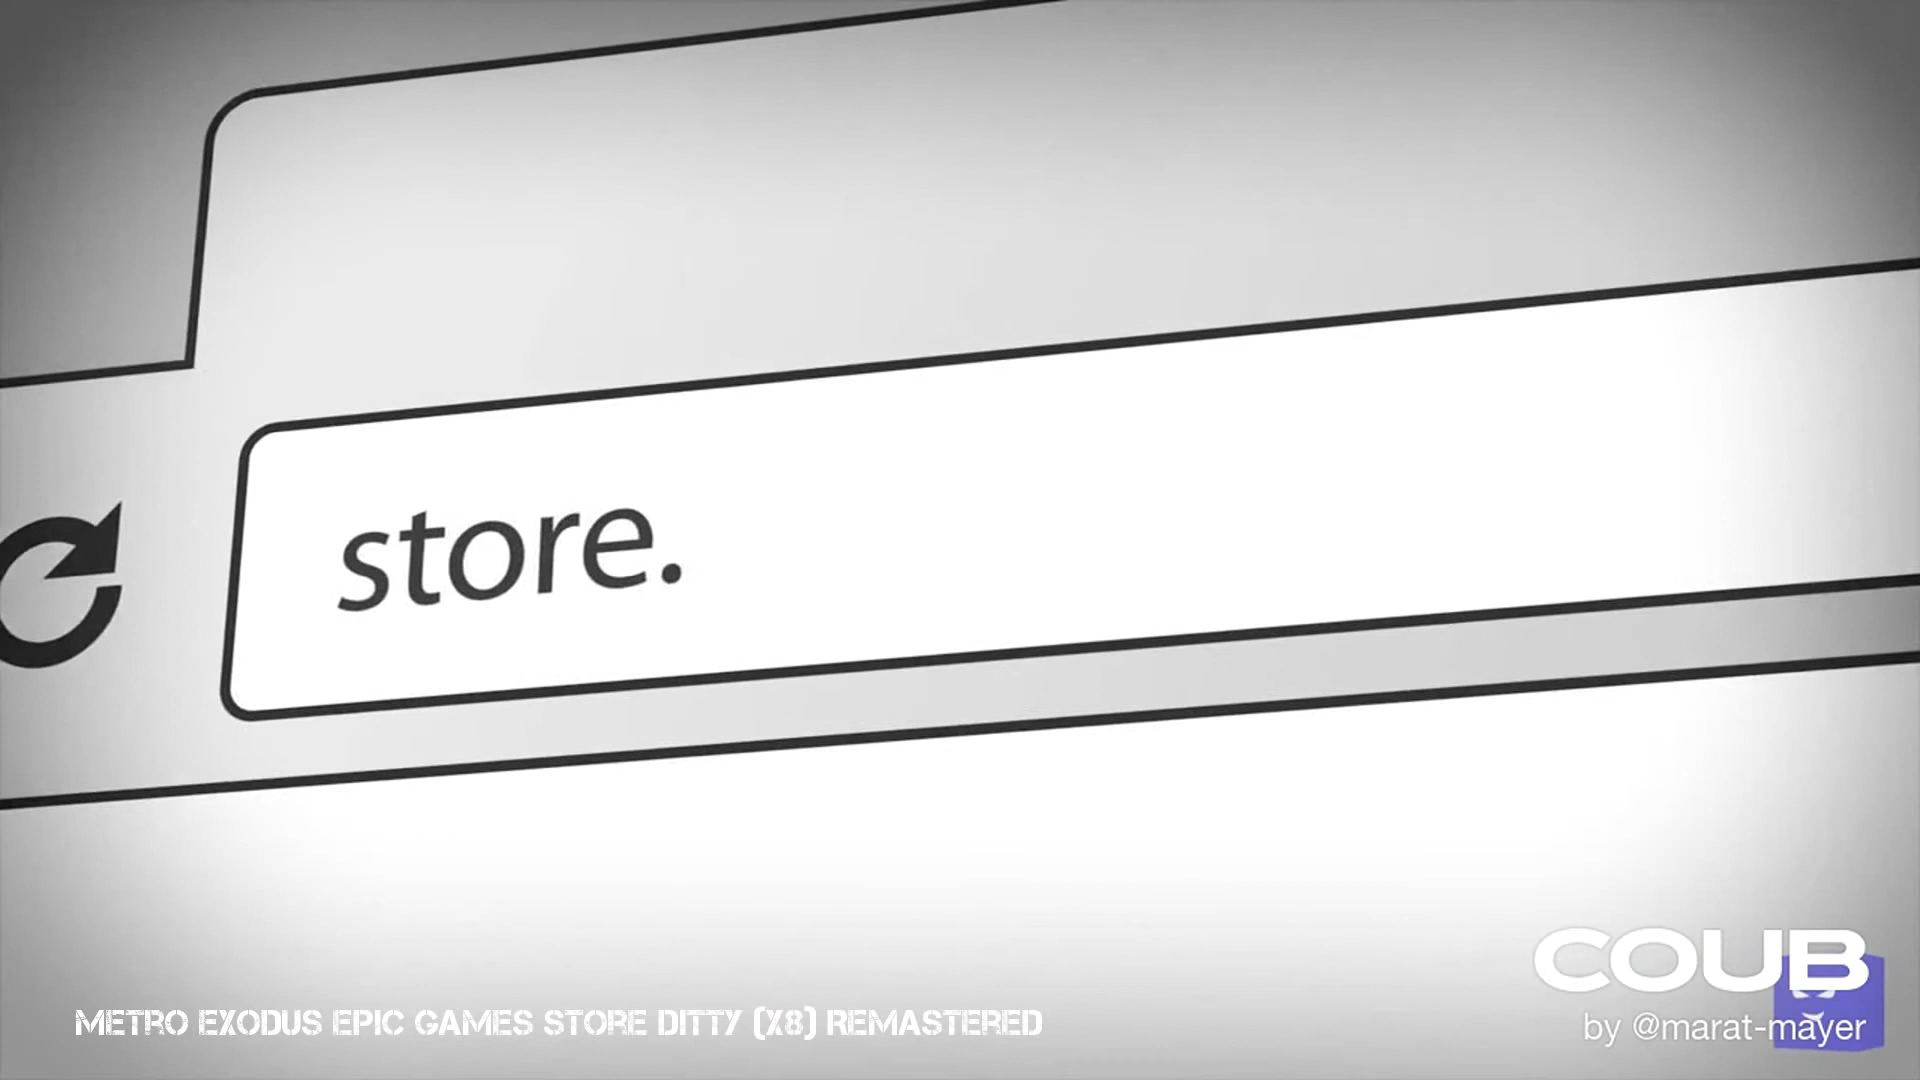 store.
METRO EXODUS EPIC GAMES STORE DITTY (X8) REMASTERED
COUB
by @marat-mayer